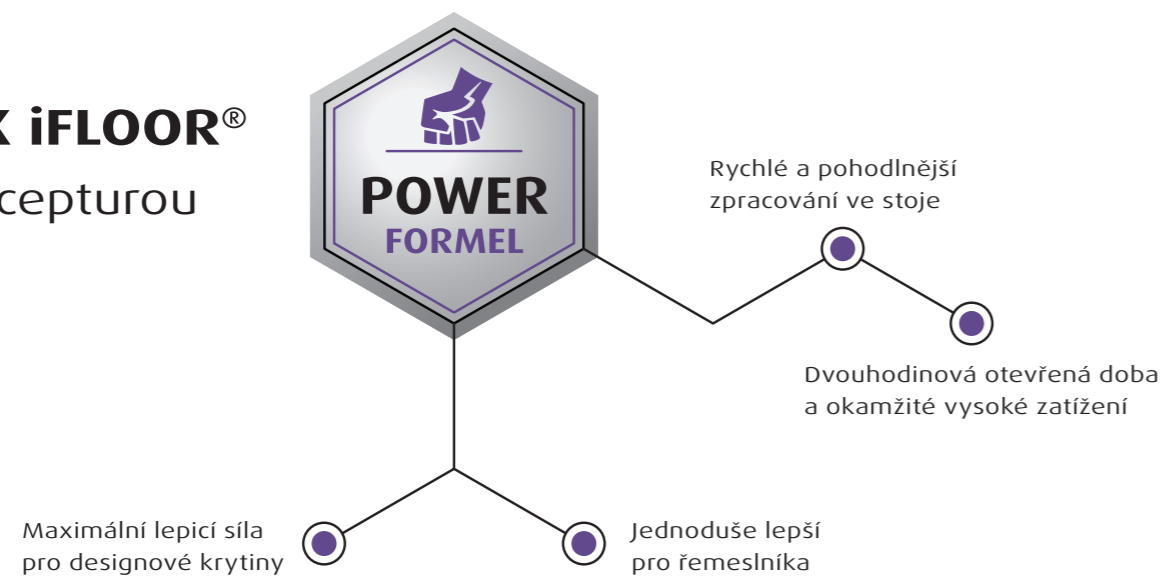 X iFLOOR®
cepturou
POWER
FORMEL
Rychlé a pohodlnější
zpracování ve stoje
Dvouhodinová otevřená doba
a okamžité vysoké zatížení
Maximální lepicí síla
pro designové krytiny
Jednoduše lepší
pro řemeslníka